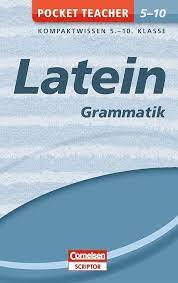 POCKET TEACHER 5–10
KOMPAKTWISSEN 5.–10. KLASSE
Latein
Grammatik
Cornelsen
SCRIPTOR